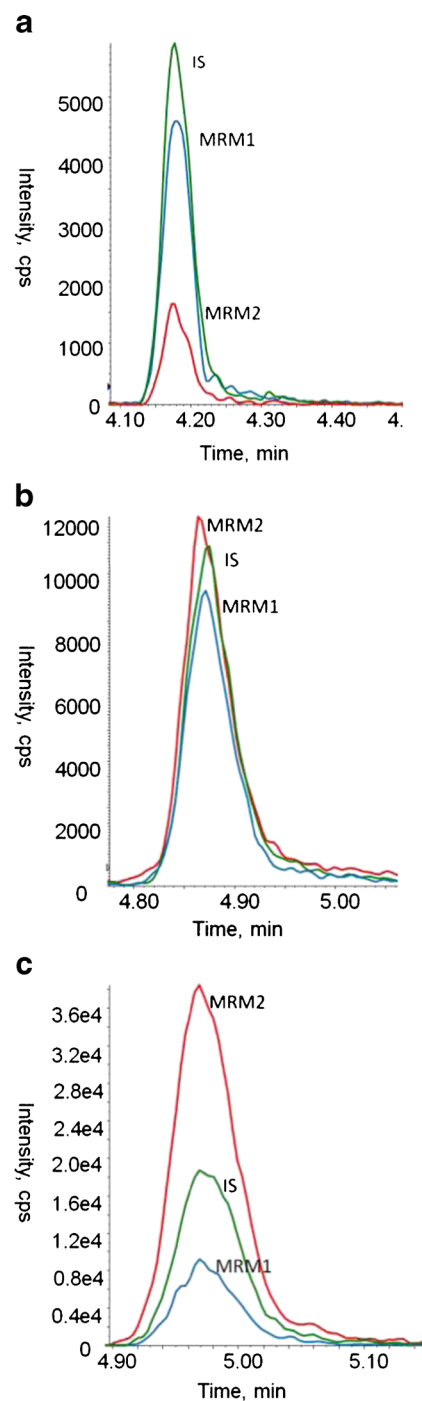 a
IS
MRM1
MRM2
5000
4000
3000
2000
1000
0
Intensity, cps
4.10 4.20 4.30 4.40 4.
Time, min
b
MRM2
IS
MRM1
12000
10000
8000
6000
4000
2000
0
Intensity, cps
4.80 4.90 5.00
Time, min
c
MRM2
IS
MRM1
3.6e4
3.2e4
2.8e4
2.4e4
2.0e4
1.6e4
1.2e4
0.8e4
0.4e4
0
Intensity, cps
4.90 5.00 5.10
Time, min